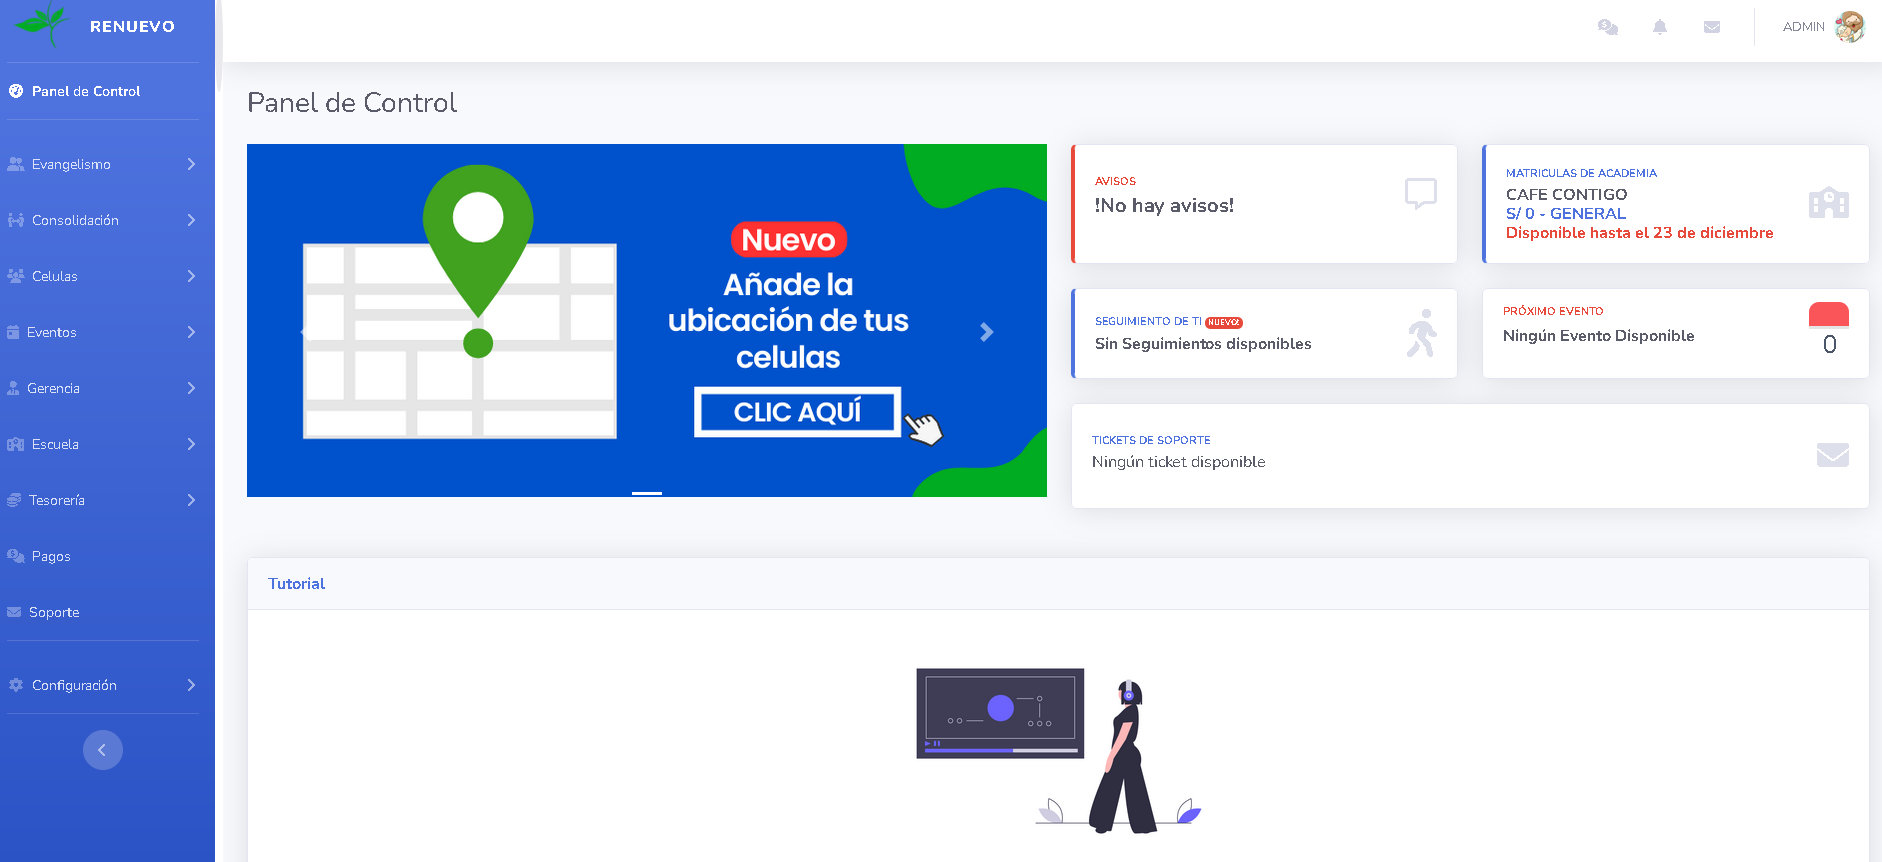 RENUEVO
Panel de Control
Evangelismo
Consolidación
Celulas
Eventos
Gerencia
Escuela
Tesorería
Pagos
Soporte
Configuración
ADMIN
Panel de Control
Nuevo
Añade la
ubicación de tus
celulas
CLIC AQUÍ
AVISOS
!No hay avisos!
MATRICULAS DE ACADEMIA
CAFE CONTIGO
S/ 0 - GENERAL
Disponible hasta el 23 de diciembre
SEGUIMIENTO DE TI NUEVO!
Sin Seguimientos disponibles
PRÓXIMO EVENTO
Ningún Evento Disponible
0
TICKETS DE SOPORTE
Ningún ticket disponible
Tutorial